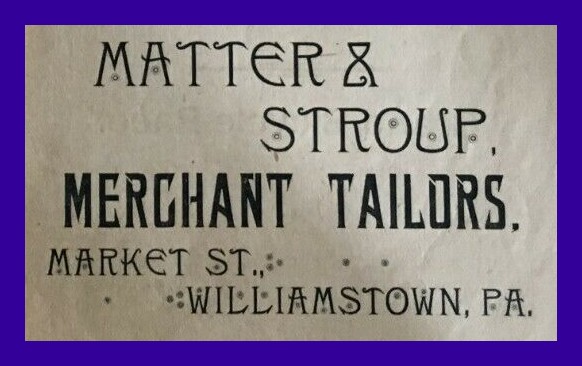 MATTER &
STROUP,
MERCHANT TAILORS,
MARKET ST.,
WILLIAMSTOWN, PA.